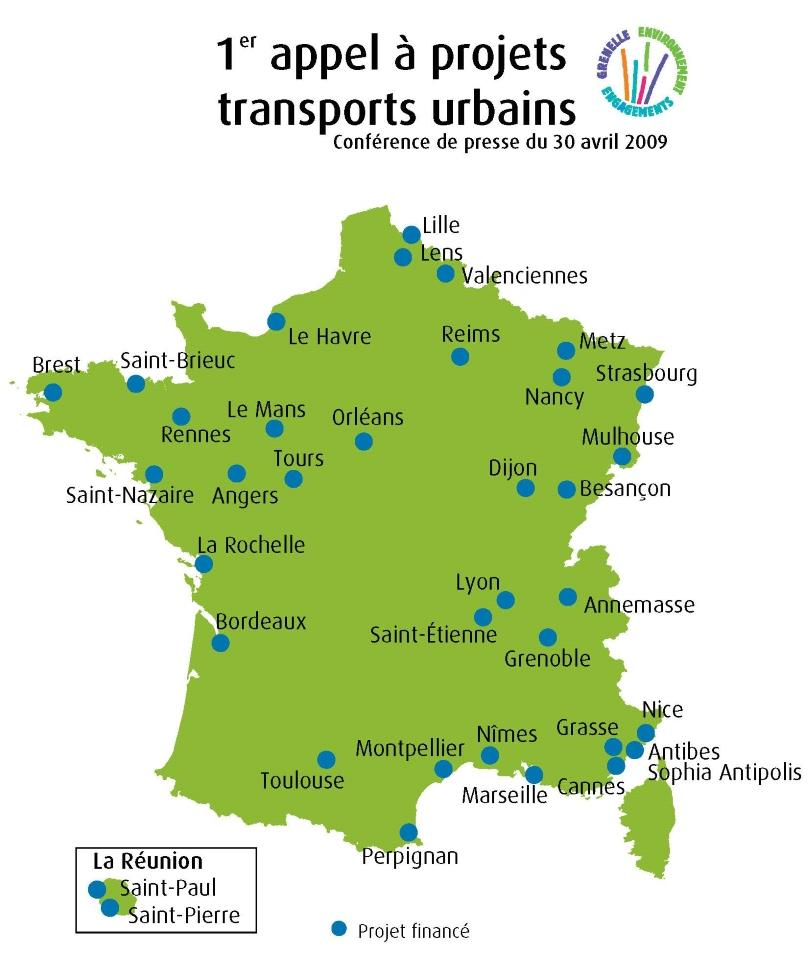 1er appel à projets
transports urbains
Conférence de presse du 30 avril 2009
GRENELLE ENVIRONNEMENT
ENGAGEMENTS
Lille
Lens
Valenciennes
Le Havre
Reims
Metz
Brest
Saint-Brieuc
Strasbourg
Nancy
Le Mans
Orléans
Rennes
Mulhouse
Tours
Dijon
Besançon
Saint-Nazaire
Angers
La Rochelle
Lyon
Annemasse
Bordeaux
Saint-Étienne
Grenoble
Nice
Grasse
Nîmes
Montpellier
Antibes
Sophia Antipolis
Toulouse
Cannes
Marseille
Perpignan
La Réunion
Saint-Paul
Saint-Pierre
Projet financé